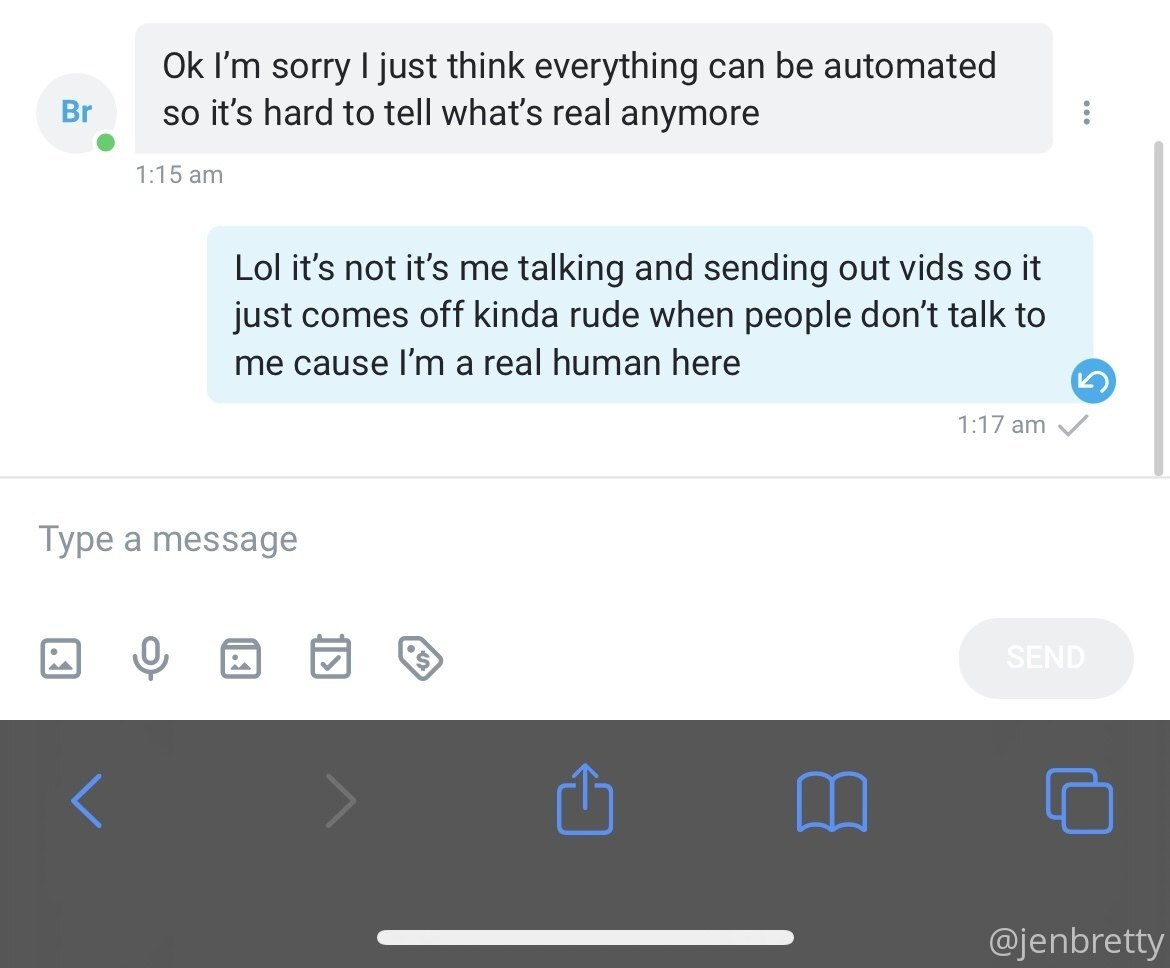 Br
Ok I’m sorry I just think everything can be automated
so it’s hard to tell what’s real anymore
1:15 am
Lol it’s not it’s me talking and sending out vids so it
just comes off kinda rude when people don’t talk to
me cause I’m a real human here
1:17 am
Type a message
$
SEND
@jenbretty